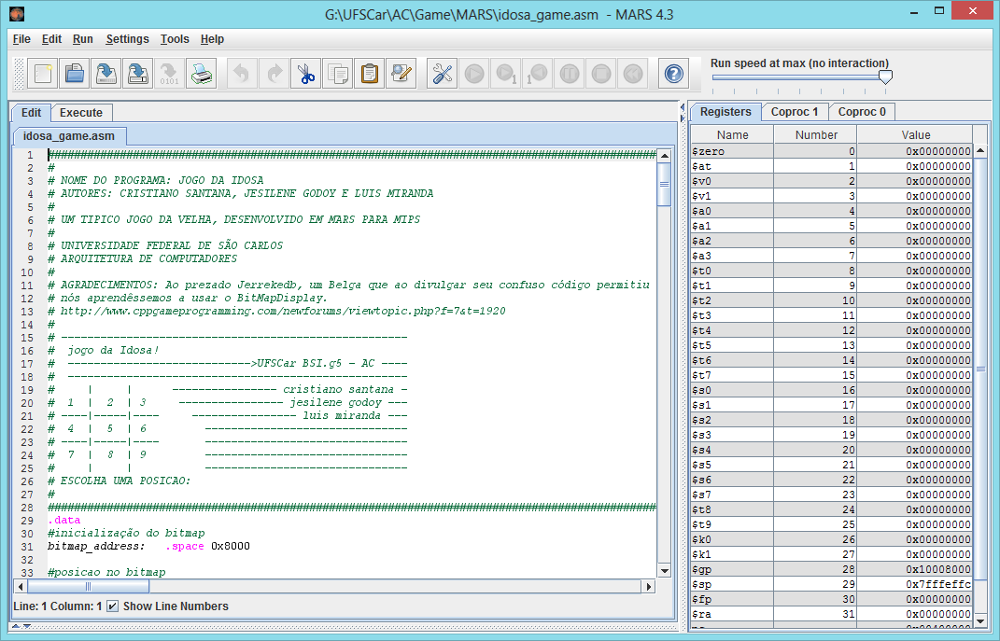 G:\UFSCar\AC\Game\MARS\idosa_game.asm - MARS 4.3
File Edit Run Settings Tools Help
Run speed at max (no interaction)
Edit Execute
idosa_game.asm
1 ####################
2 #
3 # NOME DO PROGRAMA: JOGO DA IDOSA
4 # AUTORES: CRISTIANO SANTANA, JESILENE GODOY E LUIS MIRANDA
5 #
6 # UM TIPICO JOGO DA VELHA, DESENVOLVIDO EM MARS PARA MIPS
7 #
8 # UNIVERSIDADE FEDERAL DE SÃO CARLOS
9 # ARQUITETURA DE COMPUTADORES
10 #
11 # AGRADECIMENTOS: Ao prezado Jerrekedb, um Belga que ao divulgar seu confuso código permitiu
12 # nós aprendêssemos a usar o BitMapDisplay.
13 # http://www.cppgameprogramming.com/newforums/viewtopic.php?f=7&t=1920
14 #
15 # -----------------------------------------------------
16 # jogo da Idosa!
17 # ---------------------------->UFSCar BSI.g5 - AC ----
18 # ----------------------------------------------------
19 # | | ---------------- cristiano santana -
20 # 1 | 2 | 3 ---------------- jesilene godoy ---
21 # ----|-----|---- ---------------- luis miranda ---
22 # 4 | 5 | 6 -------------------------------
23 # ----|-----|---- -------------------------------
24 # 7 | 8 | 9 -------------------------------
25 # | | -------------------------------
26 # ESCOLHA UMA POSICAO:
27 #
28 ####################
29 .data
30 #inicialização do bitmap
31 bitmap_address: .space 0x8000
32
33 #posicao no bitmap
Line: 1 Column: 1 Show Line Numbers
Registers Coproc 1 Coproc 0
Name Number Value
$zero 0 0x00000000
$at 1 0x00000000
$v0 2 0x00000000
$v1 3 0x00000000
$a0 4 0x00000000
$a1 5 0x00000000
$a2 6 0x00000000
$a3 7 0x00000000
$t0 8 0x00000000
$t1 9 0x00000000
$t2 10 0x00000000
$t3 11 0x00000000
$t4 12 0x00000000
$t5 13 0x00000000
$t6 14 0x00000000
$t7 15 0x00000000
$s0 16 0x00000000
$s1 17 0x00000000
$s2 18 0x00000000
$s3 19 0x00000000
$s4 20 0x00000000
$s5 21 0x00000000
$s6 22 0x00000000
$s7 23 0x00000000
$t8 24 0x00000000
$t9 25 0x00000000
$k0 26 0x00000000
$k1 27 0x00000000
$gp 28 0x10008000
$sp 29 0x7fffeffc
$fp 30 0x00000000
$ra 31 0x00000000